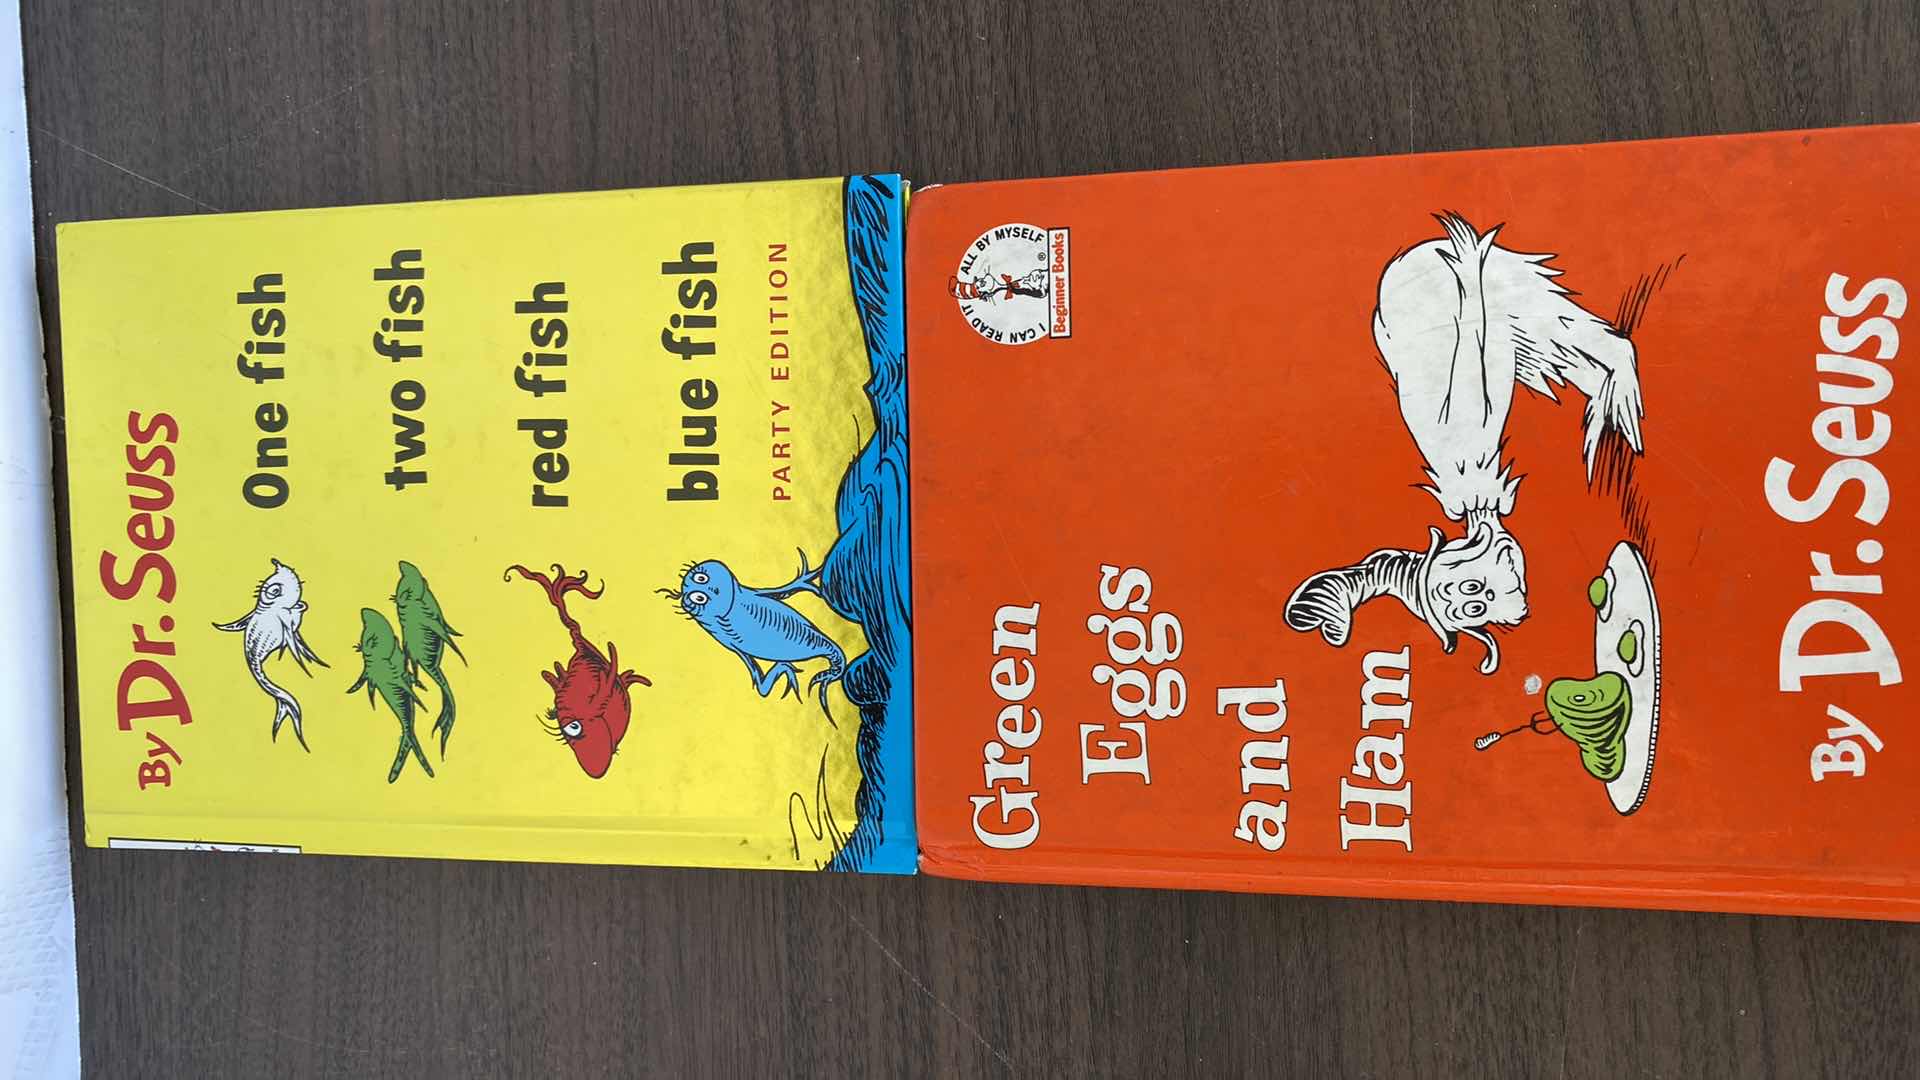 By Dr. Seuss
One fish
two fish
red fish
blue fish
PARTY EDITION
I CAN READ IT ALL BY MYSELF
®
Beginner Books
Green
Eggs
and
Ham
By Dr. Seuss